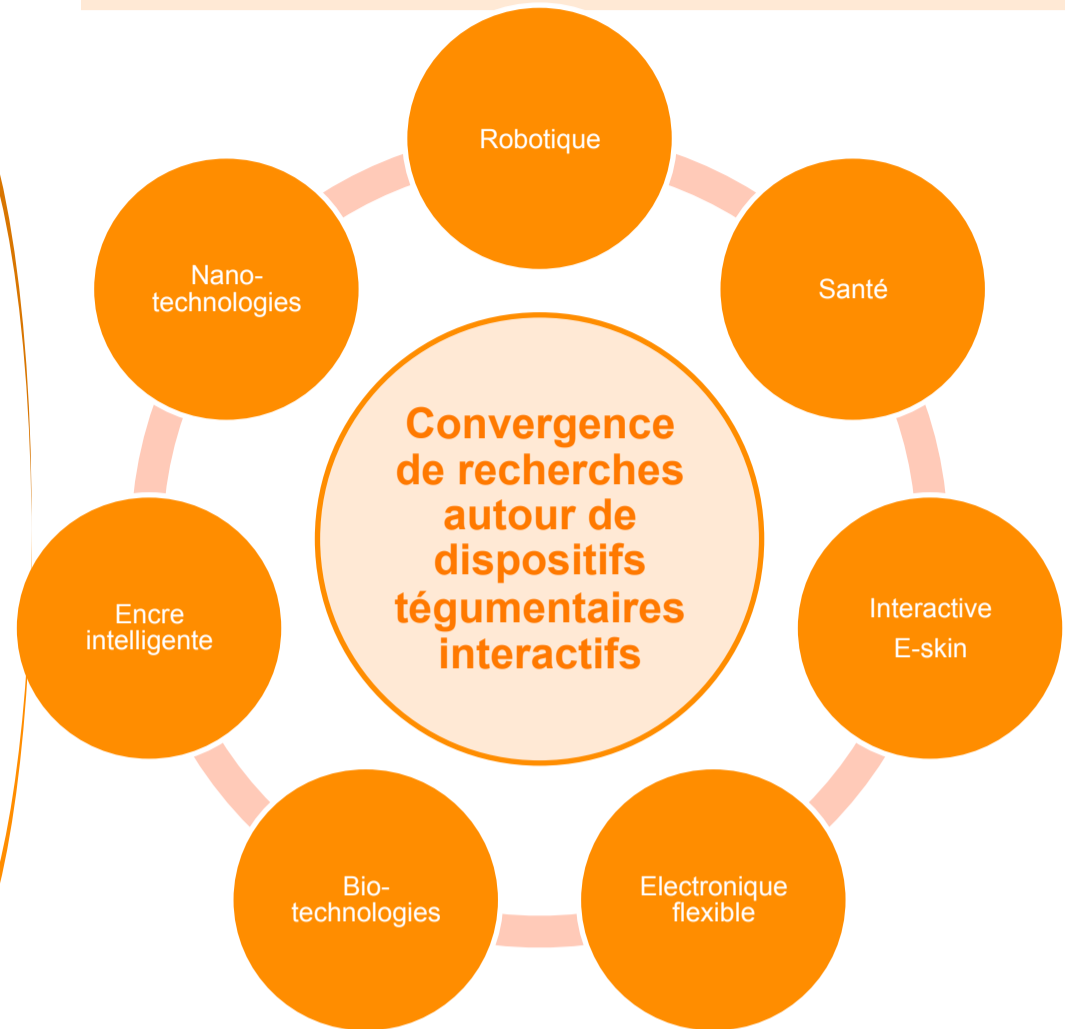 Robotique
Nano-
technologies
Santé
Convergence
de recherches
autour de
dispositifs
tégumentaires
interactifs
Encre
intelligente
Interactive
E-skin
Bio-
technologies
Electronique
flexible